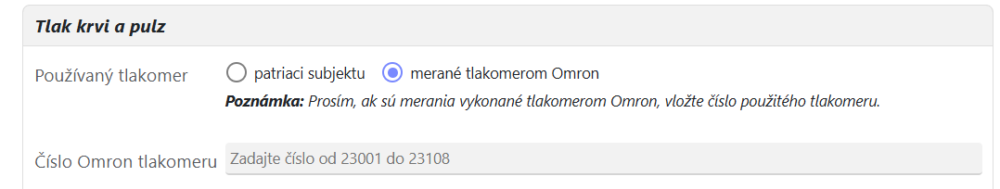 Tlak krvi a pulz
Používaný tlakomer patriaci subjektu merané tlakomerom Omron
Poznámka: Prosím, ak sú merania vykonané tlakomerom Omron, vložte číslo použitého tlakomeru.
Číslo Omron tlakomeru Zadajte číslo od 23001 do 23108